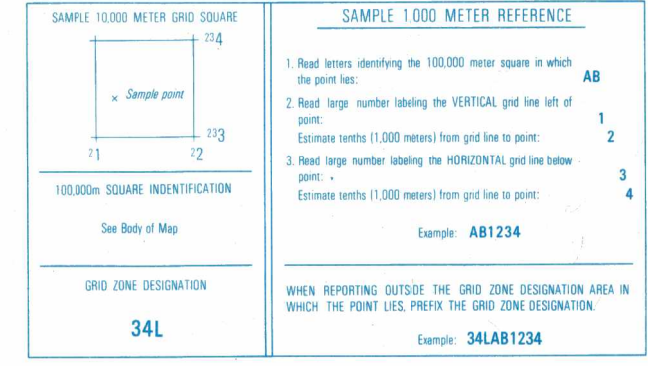 SAMPLE 10,000 METER GRID SQUARE
234
× Sample point
233
21 22
100,000m SQUARE INDENTIFICATION
See Body of Map
GRID ZONE DESIGNATION
34L
SAMPLE 1000 METER REFERENCE
1. Read letters identifying the 100,000 meter square in which
the point lies: AB
2. Read large number labeling the VERTICAL grid line left of
point: 1
Estimate tenths (1,000 meters) from grid line to point: 2
3. Read large number labeling the HORIZONTAL grid line below
point: 3
Estimate tenths (1,000 meters) from grid line to point: 4
Example: AB1234
WHEN REPORTING OUTSIDE THE GRID ZONE DESIGNATION AREA IN
WHICH THE POINT LIES, PREFIX THE GRID ZONE DESIGNATION.
Example: 34LAB1234